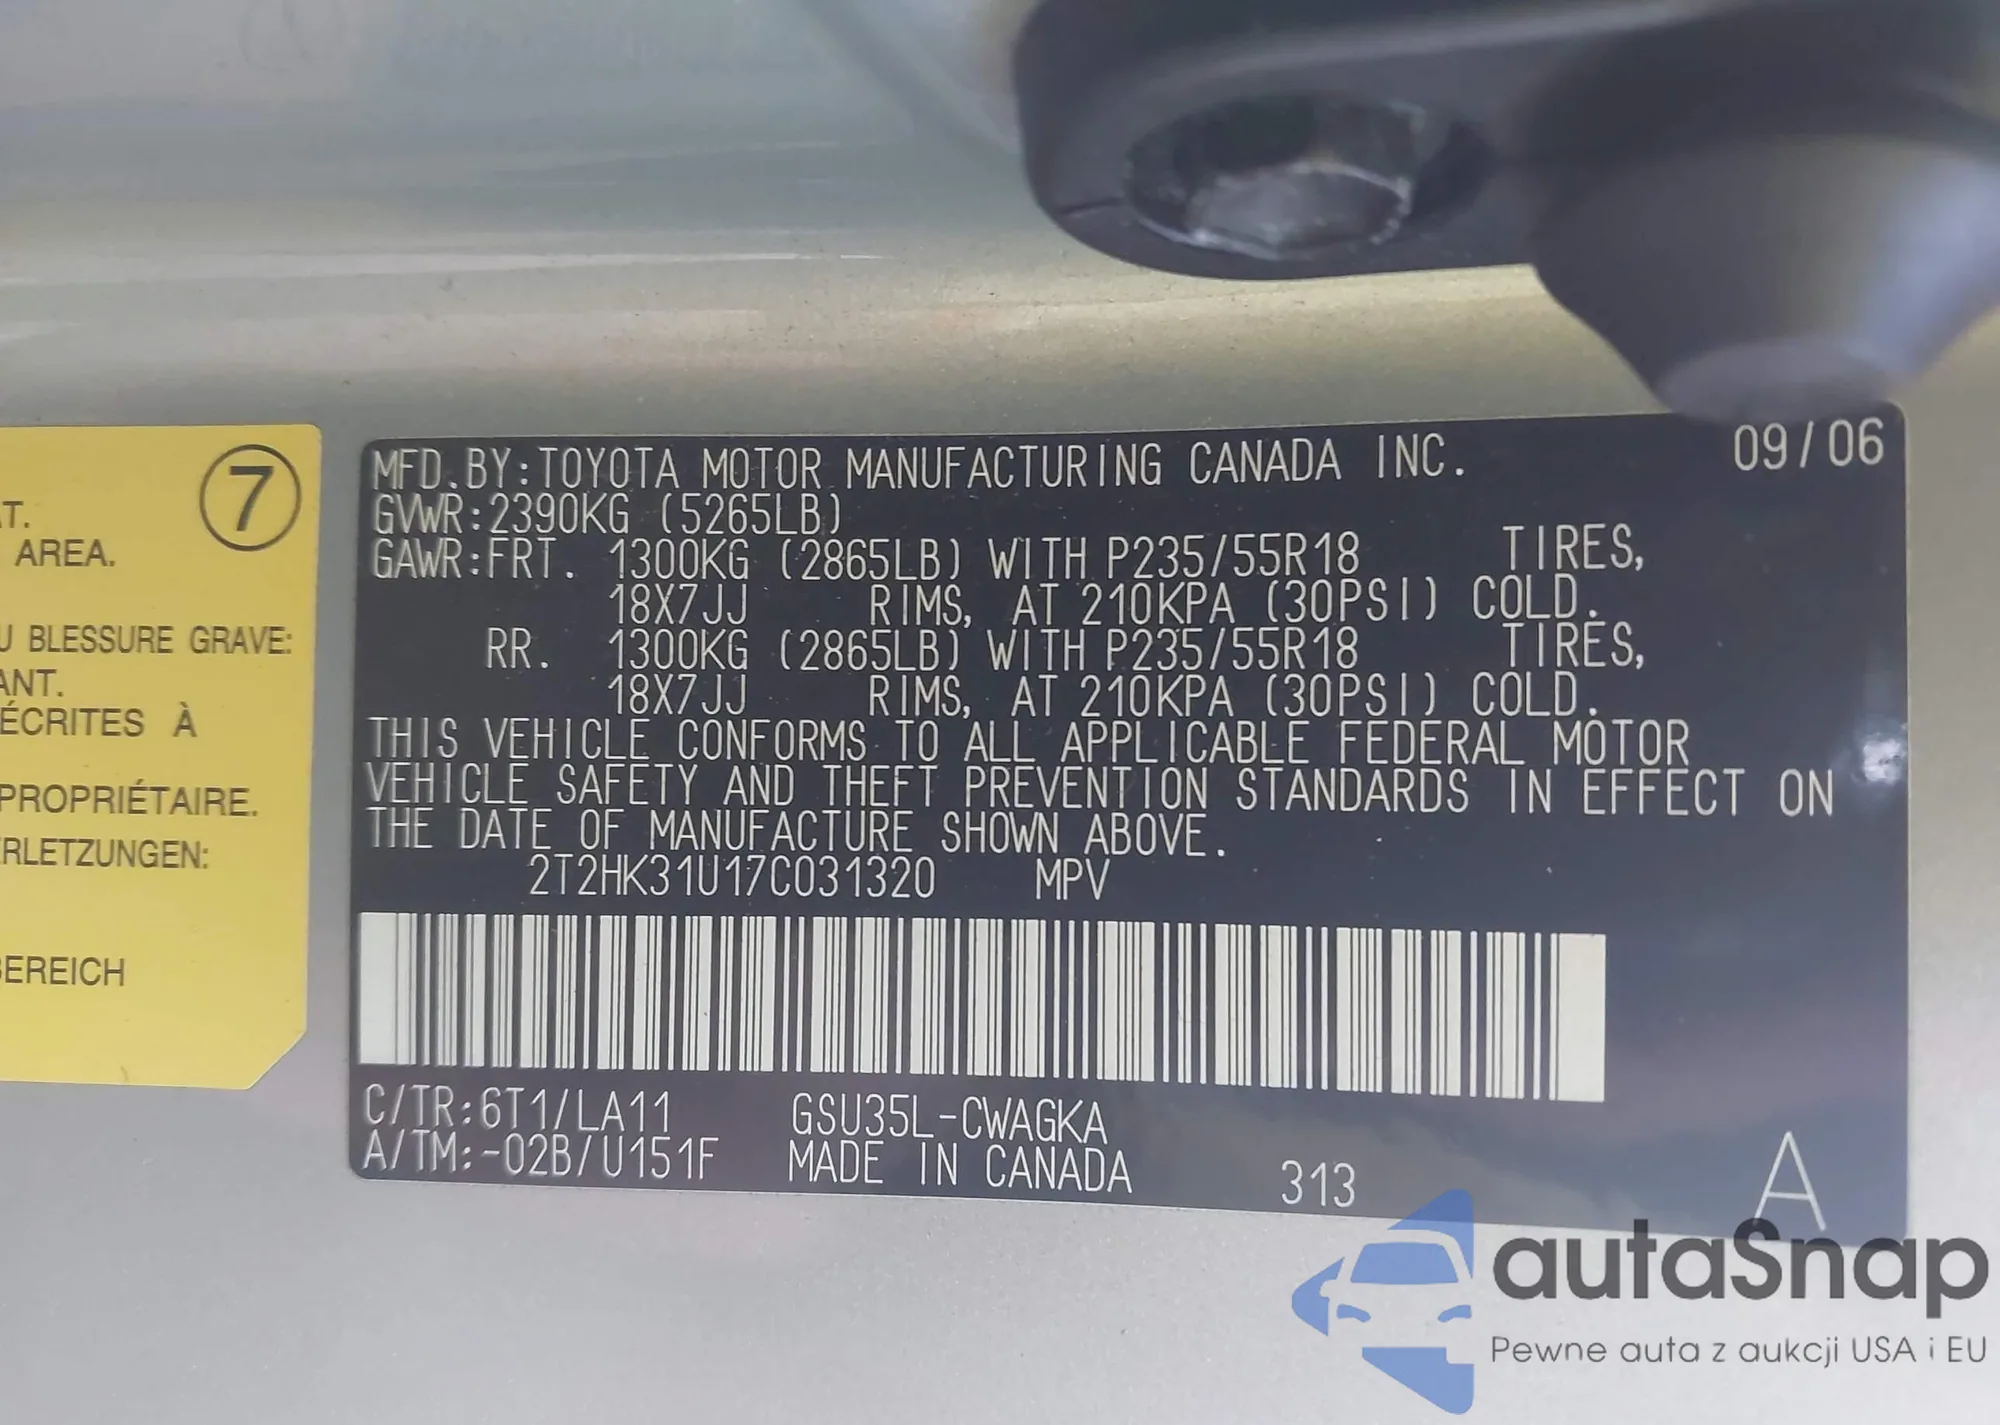 7
T.
AREA.
U BLESSURE GRAVE:
ANT.
ÉCRITES À
PROPRIÉTAIRE.
RLETZUNGEN:
BEREICH
MFD.BY:TOYOTA MOTOR MANUFACTURING CANADA INC. 09/06
GVWR:2390KG (5265LB)
GAWR:FRT. 1300KG (2865LB) WITH P235/55R18 TIRES,
18X7JJ RIMS, AT 210KPA (30PSI) COLD.
RR. 1300KG (2865LB) WITH P235/55R18 TIRES,
18X7JJ RIMS, AT 210KPA (30PSI) COLD.
THIS VEHICLE CONFORMS TO ALL APPLICABLE FEDERAL MOTOR
VEHICLE SAFETY AND THEFT PREVENTION STANDARDS IN EFFECT ON
THE DATE OF MANUFACTURE SHOWN ABOVE.
2T2HK31U17C031320 MPV
C/TR:6T1/LA11 GSU35L-CWAGKA
A/TM:-02B/U151F MADE IN CANADA 313 A
autaSnap
Pewne auta z aukcji USA i EU